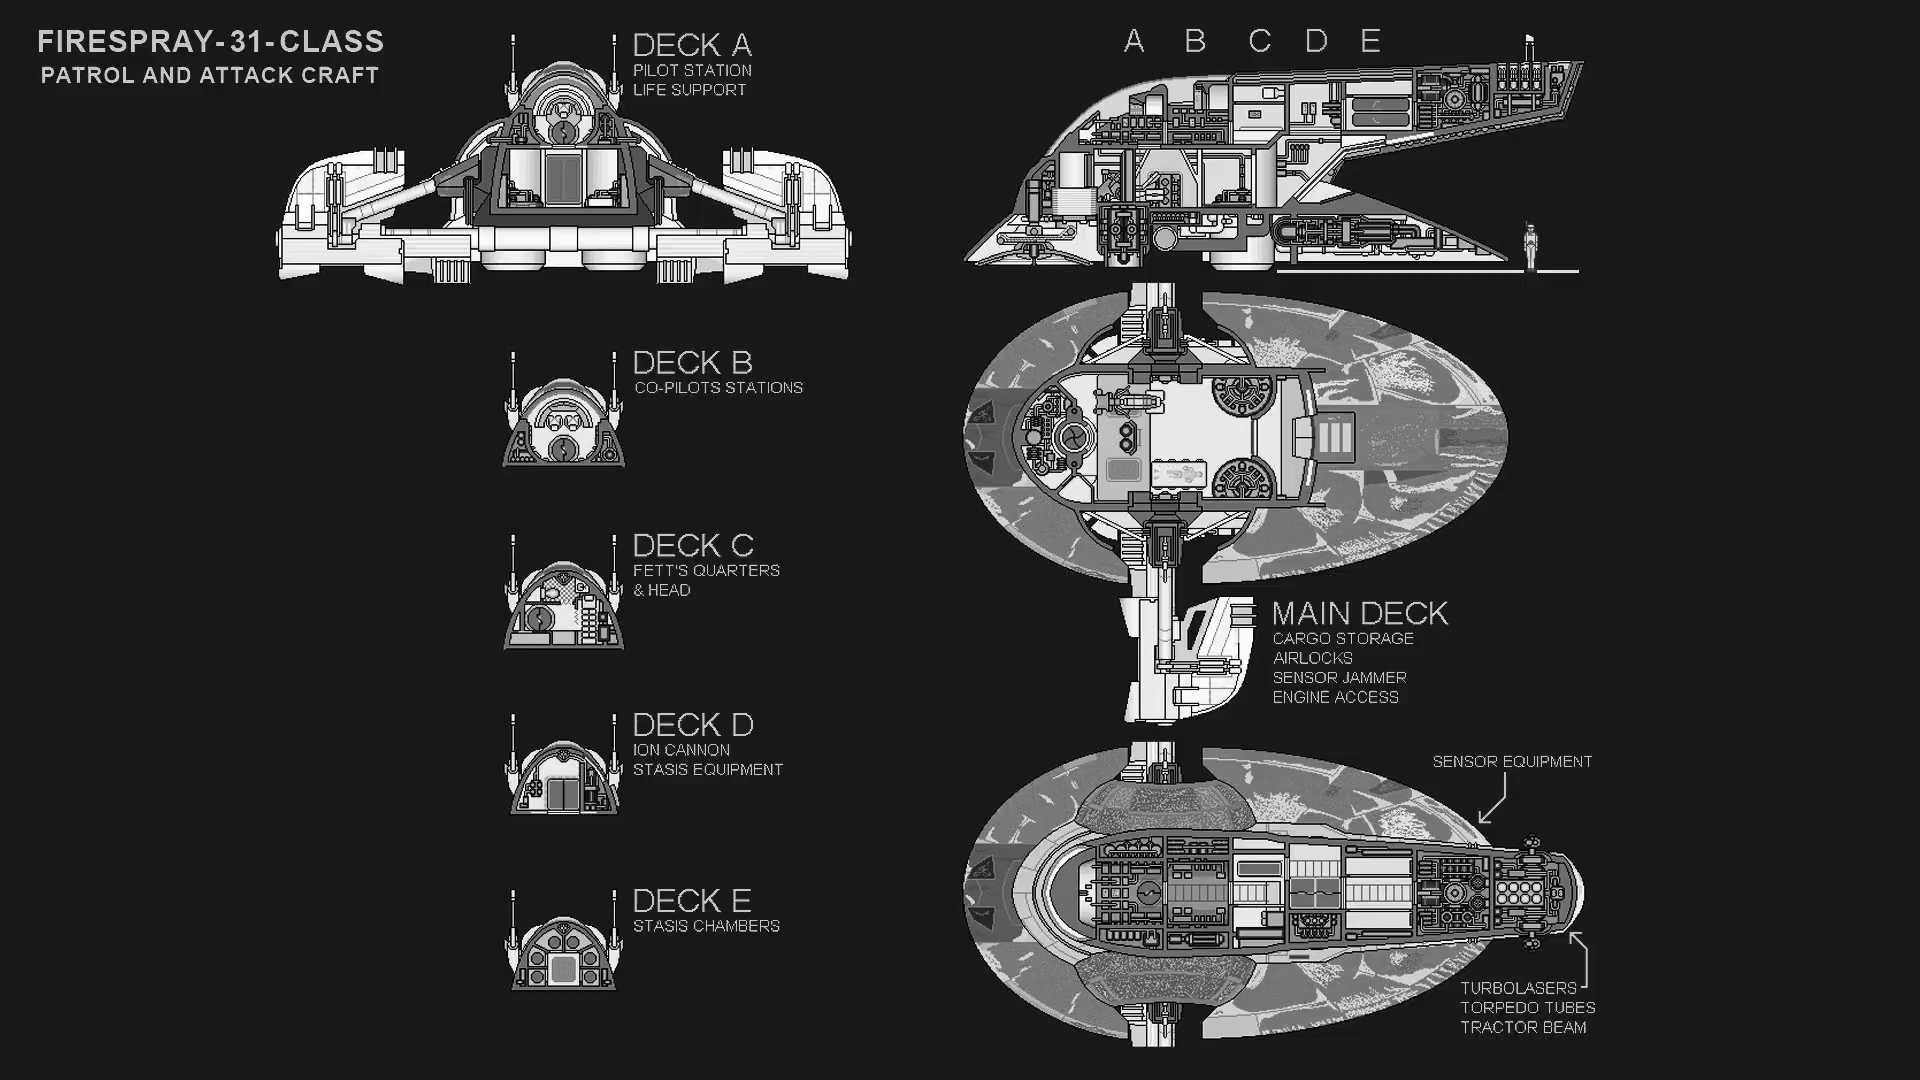 FIRESPRAY-31-CLASS
PATROL AND ATTACK CRAFT
DECK A
PILOT STATION
LIFE SUPPORT
A B C D E
DECK B
CO-PILOTS STATIONS
DECK C
FETT'S QUARTERS
& HEAD
MAIN DECK
CARGO STORAGE
AIRLOCKS
SENSOR JAMMER
ENGINE ACCESS
DECK D
ION CANNON
STASIS EQUIPMENT
SENSOR EQUIPMENT
DECK E
STASIS CHAMBERS
TURBOLASERS
TORPEDO TUBES
TRACTOR BEAM